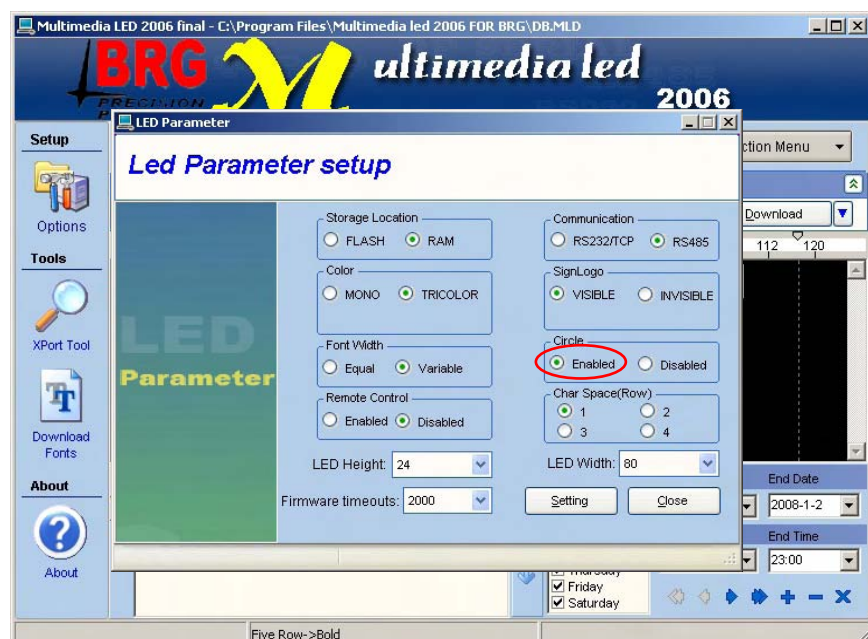 Multimedia LED 2006 final - C:\Program Files\Multimedia led 2006 FOR BRG\DB.MLD
BRG
PRECISION
M ultimedia led
2006
LED Parameter
Led Parameter setup
Setup
Options
Tools
XPort Tool
Download
Fonts
About
About
ction Menu
Download
112 120
LED
Parameter
Storage Location
FLASH RAM
Color
MONO TRICOLOR
Font Width
Equal Variable
Remote Control
Enabled Disabled
LED Height: 24
Firmware timeouts: 2000
Communication
RS232/TCP RS485
SignLogo
VISIBLE INVISIBLE
Circle
Enabled Disabled
Char Space(Row)
1 2
3 4
LED Width: 80
Setting Close
End Date
2008-1-2
End Time
23:00
Thursday
Friday
Saturday
Five Row->Bold